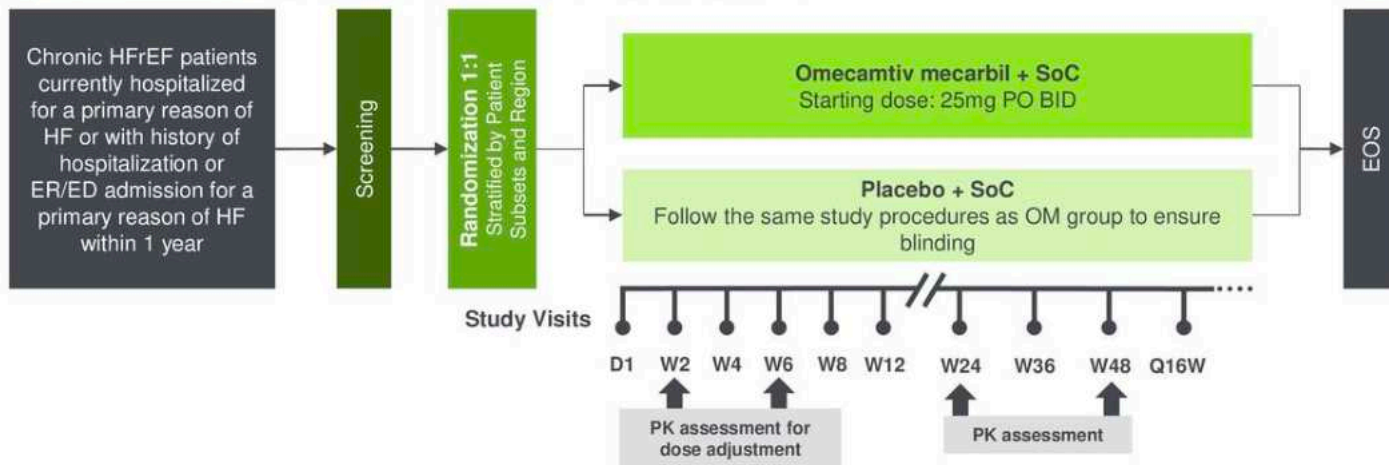 Chronic HFrEF patients
currently hospitalized
for a primary reason of
HF or with history of
hospitalization or
ER/ED admission for a
primary reason of HF
within 1 year
Screening
Randomization 1:1
Stratified by Patient
Subsets and Region
Omecamtiv mecarbil + SoC
Starting dose: 25mg PO BID
Placebo + SoC
Follow the same study procedures as OM group to ensure
blinding
EOS
Study Visits
D1 W2 W4 W6 W8 W12 W24 W36 W48 Q16W
PK assessment for
dose adjustment
PK assessment